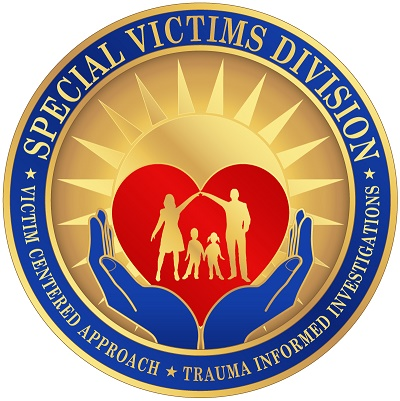 ★ SPECIAL VICTIMS DIVISION ★
VICTIM CENTERED APPROACH ★ TRAUMA INFORMED INVESTIGATIONS